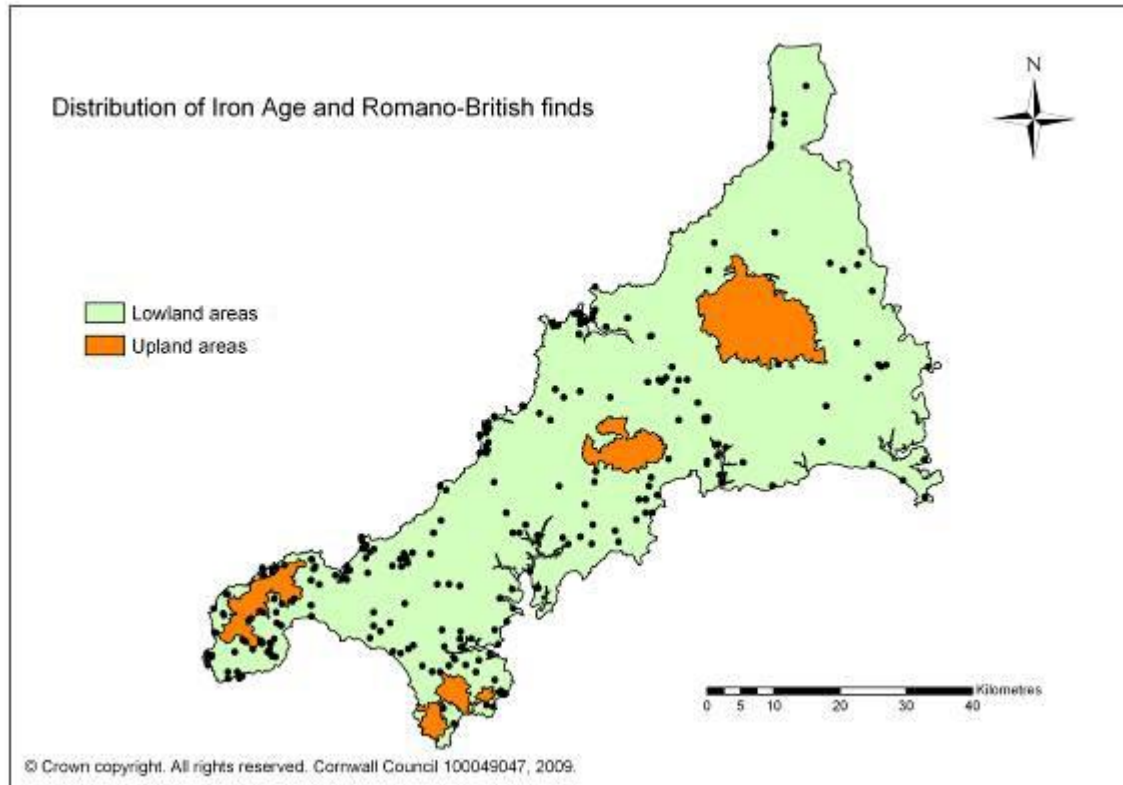 Distribution of Iron Age and Romano-British finds
N
Lowland areas
Upland areas
Kilometres
0 5 10 20 30 40
© Crown copyright. All rights reserved. Cornwall Council 100049047, 2009.